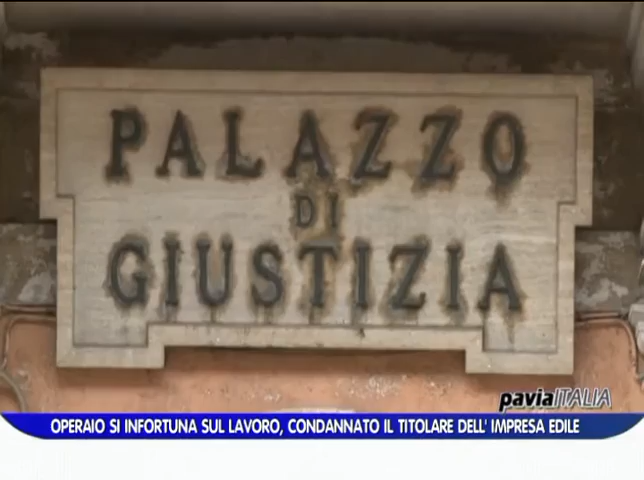 PALAZZO
DI
GIUSTIZIA
paviaITALIA
OPERAIO SI INFORTUNA SUL LAVORO, CONDANNATO IL TITOLARE DELL' IMPRESA EDILE